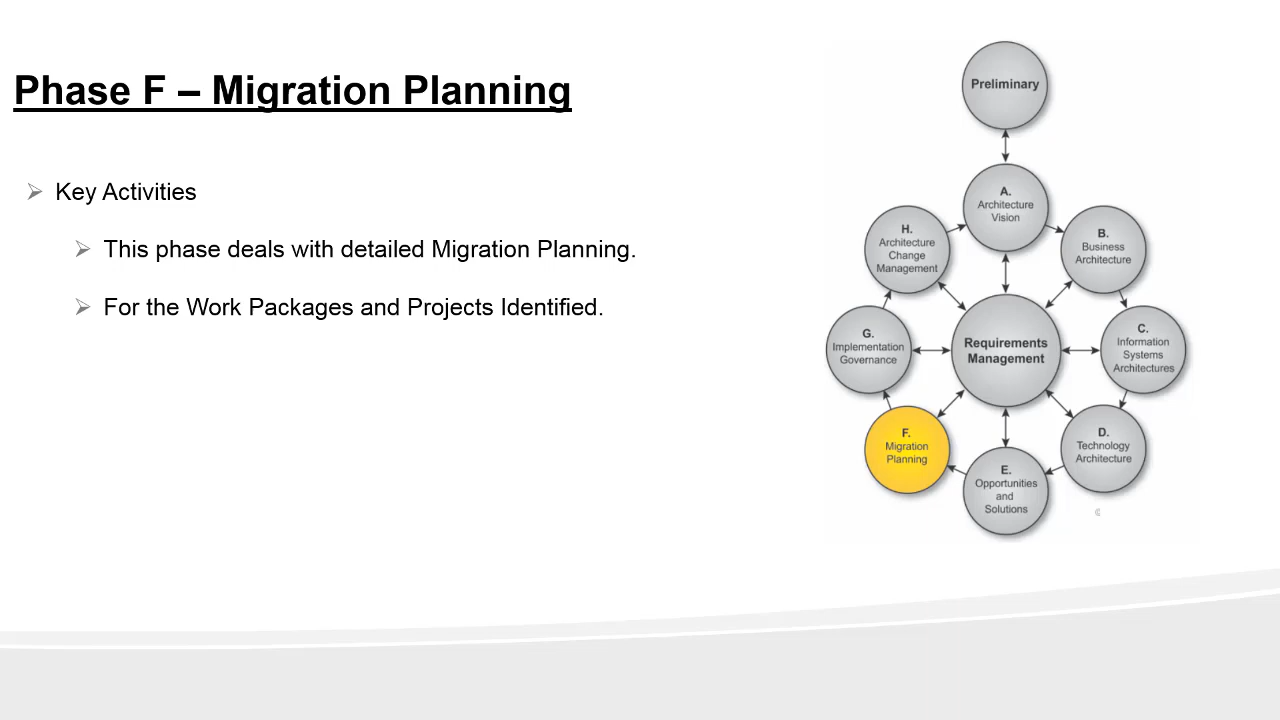 Phase F – Migration Planning
Key Activities
This phase deals with detailed Migration Planning.
For the Work Packages and Projects Identified.
Preliminary
A.
Architecture
Vision
B.
Business
Architecture
C.
Information
Systems
Architectures
D.
Technology
Architecture
E.
Opportunities
and
Solutions
F.
Migration
Planning
G.
Implementation
Governance
H.
Architecture
Change
Management
Requirements
Management